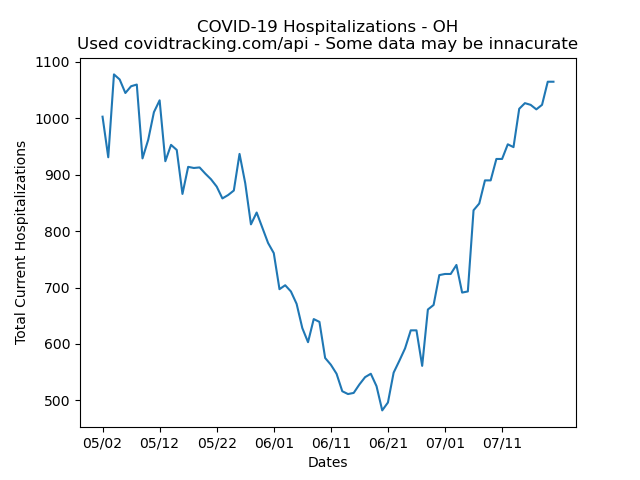 COVID-19 Hospitalizations - OH
Used covidtracking.com/api - Some data may be innacurate
1100
1000
900
800
700
600
500
Total Current Hospitalizations
05/02 05/12 05/22 06/01 06/11 06/21 07/01 07/11
Dates